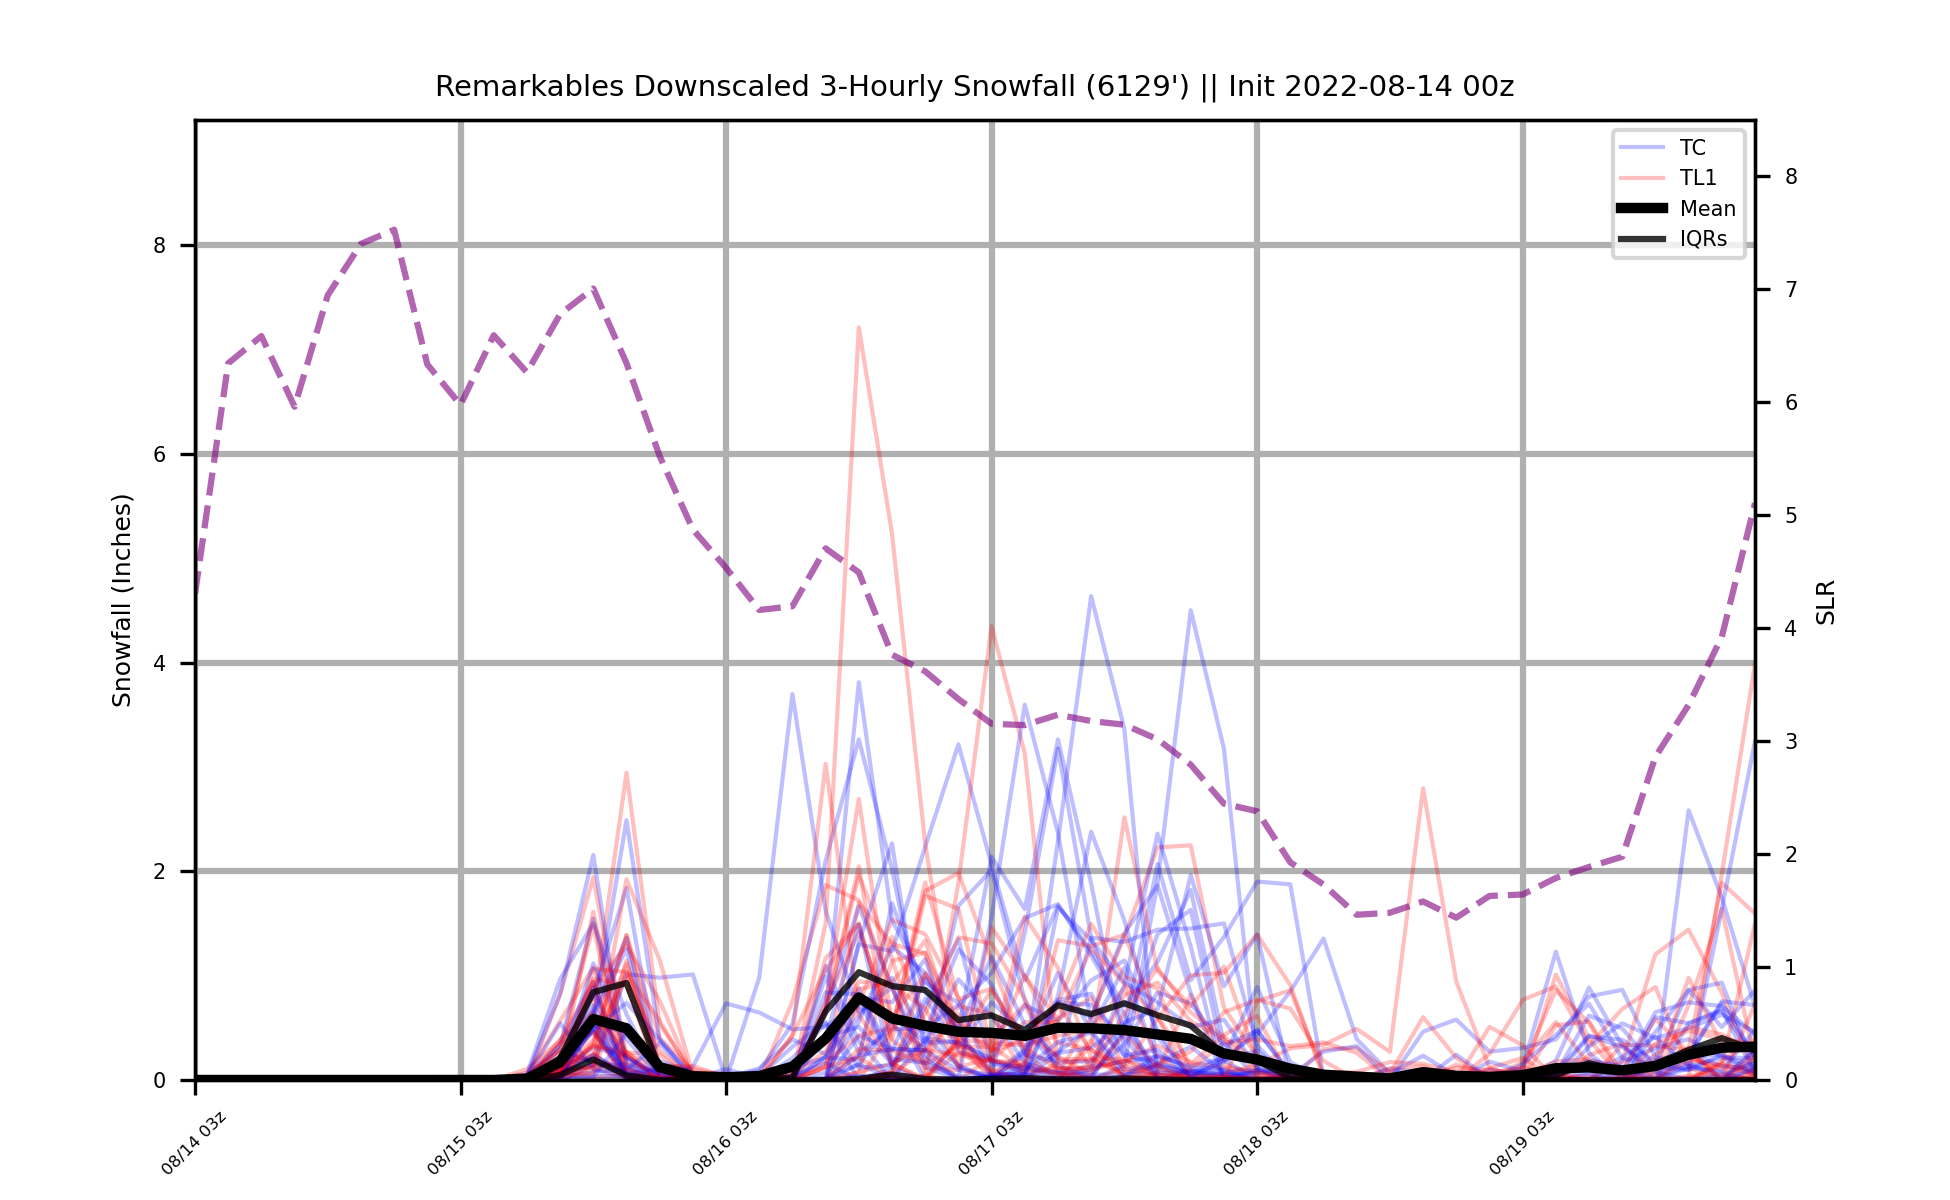 Remarkables Downscaled 3-Hourly Snowfall (6129') || Init 2022-08-14 00z
TC
TL1
Mean
IQRs
Snowfall (Inches)
8
6
4
2
0
SLR
8
7
6
5
4
3
2
1
0
08/14 03z
08/15 03z
08/16 03z
08/17 03z
08/18 03z
08/19 03z